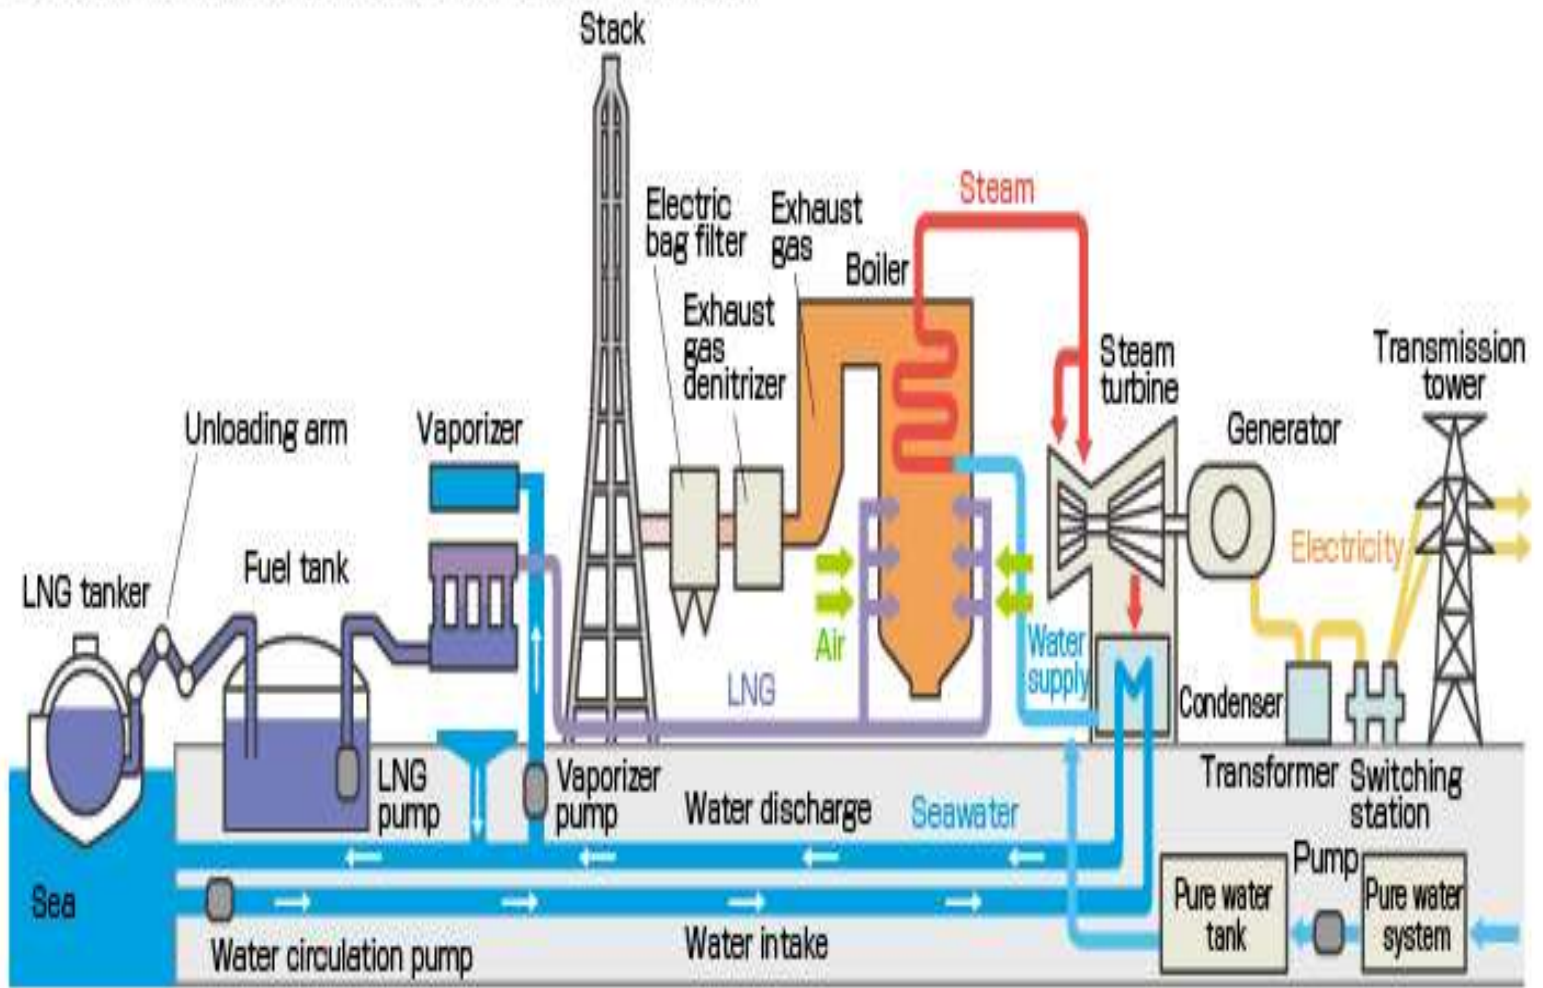 Stack
Electric
bag filter
Exhaust
gas
Boiler
Steam
Exhaust
gas
denitrizer
Steam
turbine
Transmission
tower
Unloading arm
Vaporizer
Generator
Fuel tank
LNG tanker
Electricity
Air
Water
supply
LNG
Condenser
LNG
pump
Vaporizer
pump
Water discharge
Seawater
Transformer
Switching
station
Sea
Pump
Pure water
tank
Pure water
system
Water circulation pump
Water intake